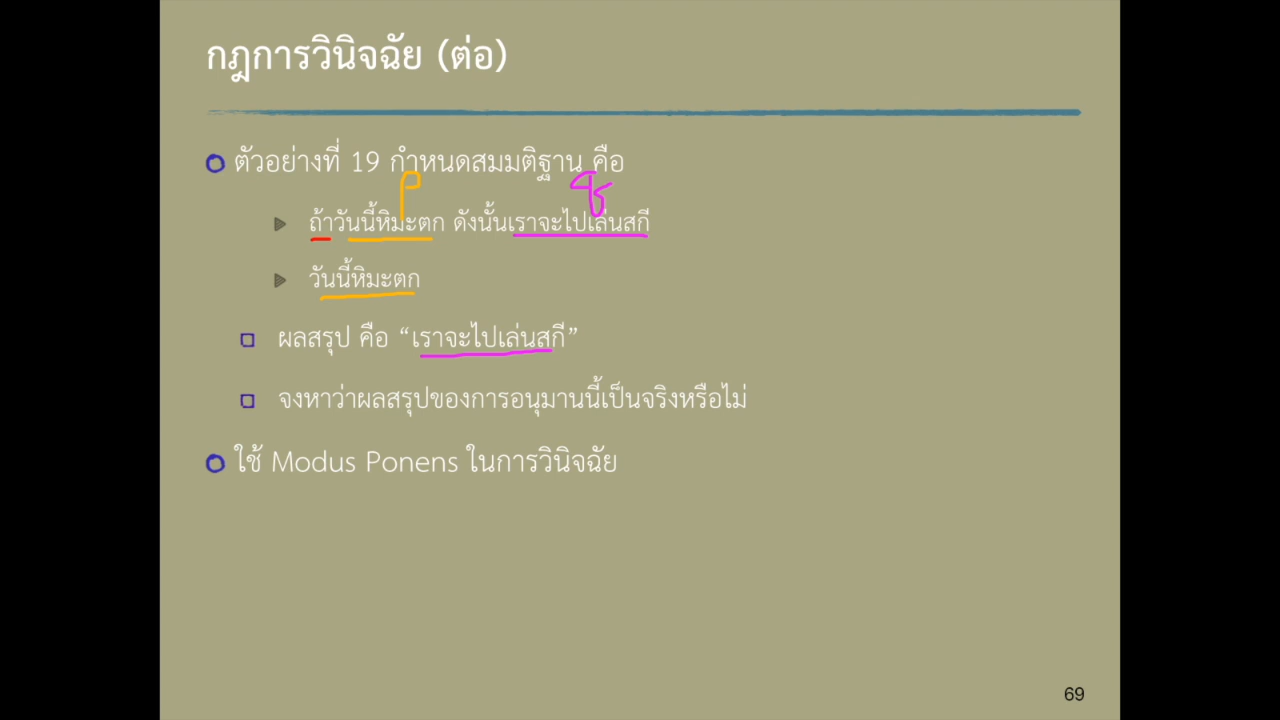 กฎการวินิจฉัย (ต่อ)
ตัวอย่างที่ 19 กำหนดสมมติฐาน คือ
p q
ถ้าวันนี้หิมะตก ดังนั้นเราจะไปเล่นสกี
วันนี้หิมะตก
ผลสรุป คือ “เราจะไปเล่นสกี”
จงหาว่าผลสรุปของการอนุมานนี้เป็นจริงหรือไม่
ใช้ Modus Ponens ในการวินิจฉัย
69